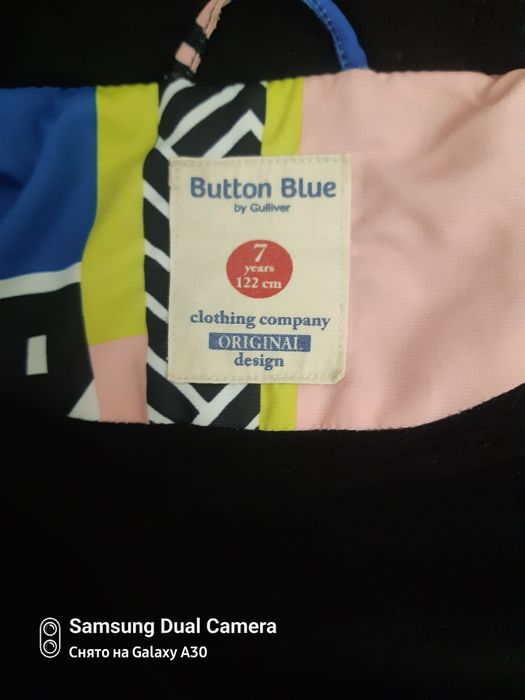 Button Blue
by Gulliver
7
years
122 cm
clothing company
ORIGINAL
design
Samsung Dual Camera
Снято на Galaxy A30